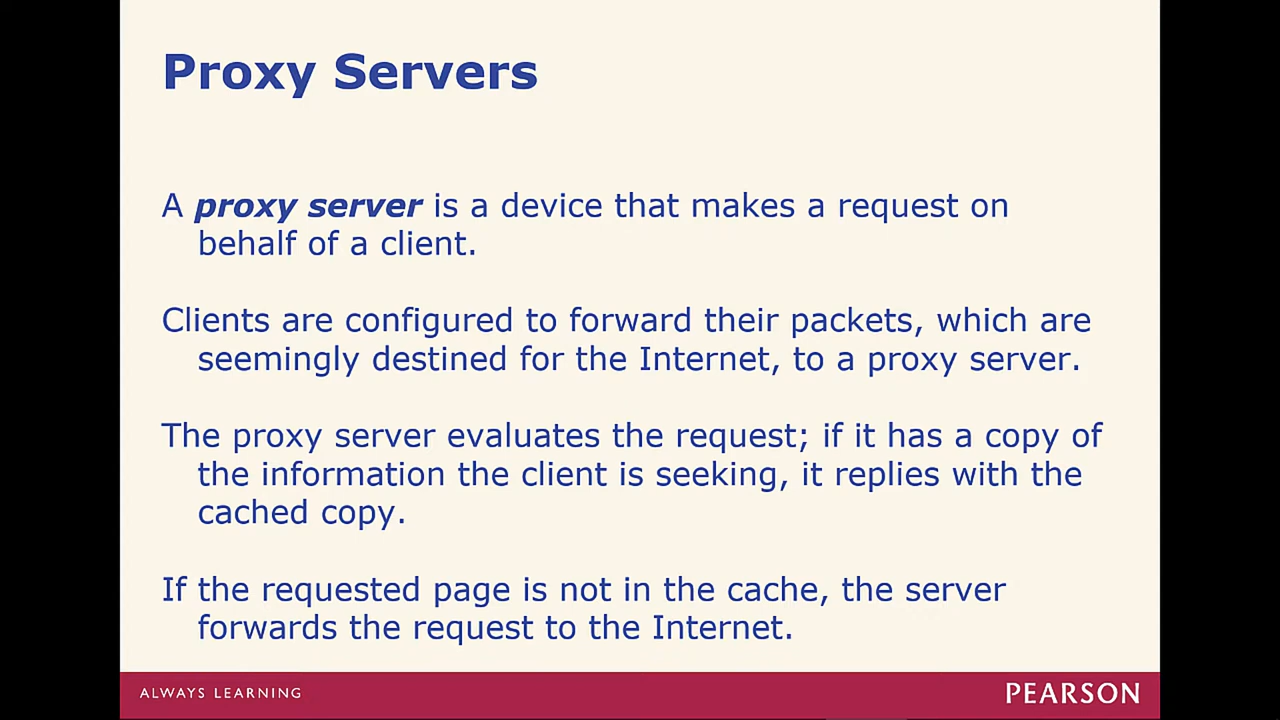 Proxy Servers
A proxy server is a device that makes a request on
behalf of a client.
Clients are configured to forward their packets, which are
seemingly destined for the Internet, to a proxy server.
The proxy server evaluates the request; if it has a copy of
the information the client is seeking, it replies with the
cached copy.
If the requested page is not in the cache, the server
forwards the request to the Internet.
ALWAYS LEARNING
PEARSON